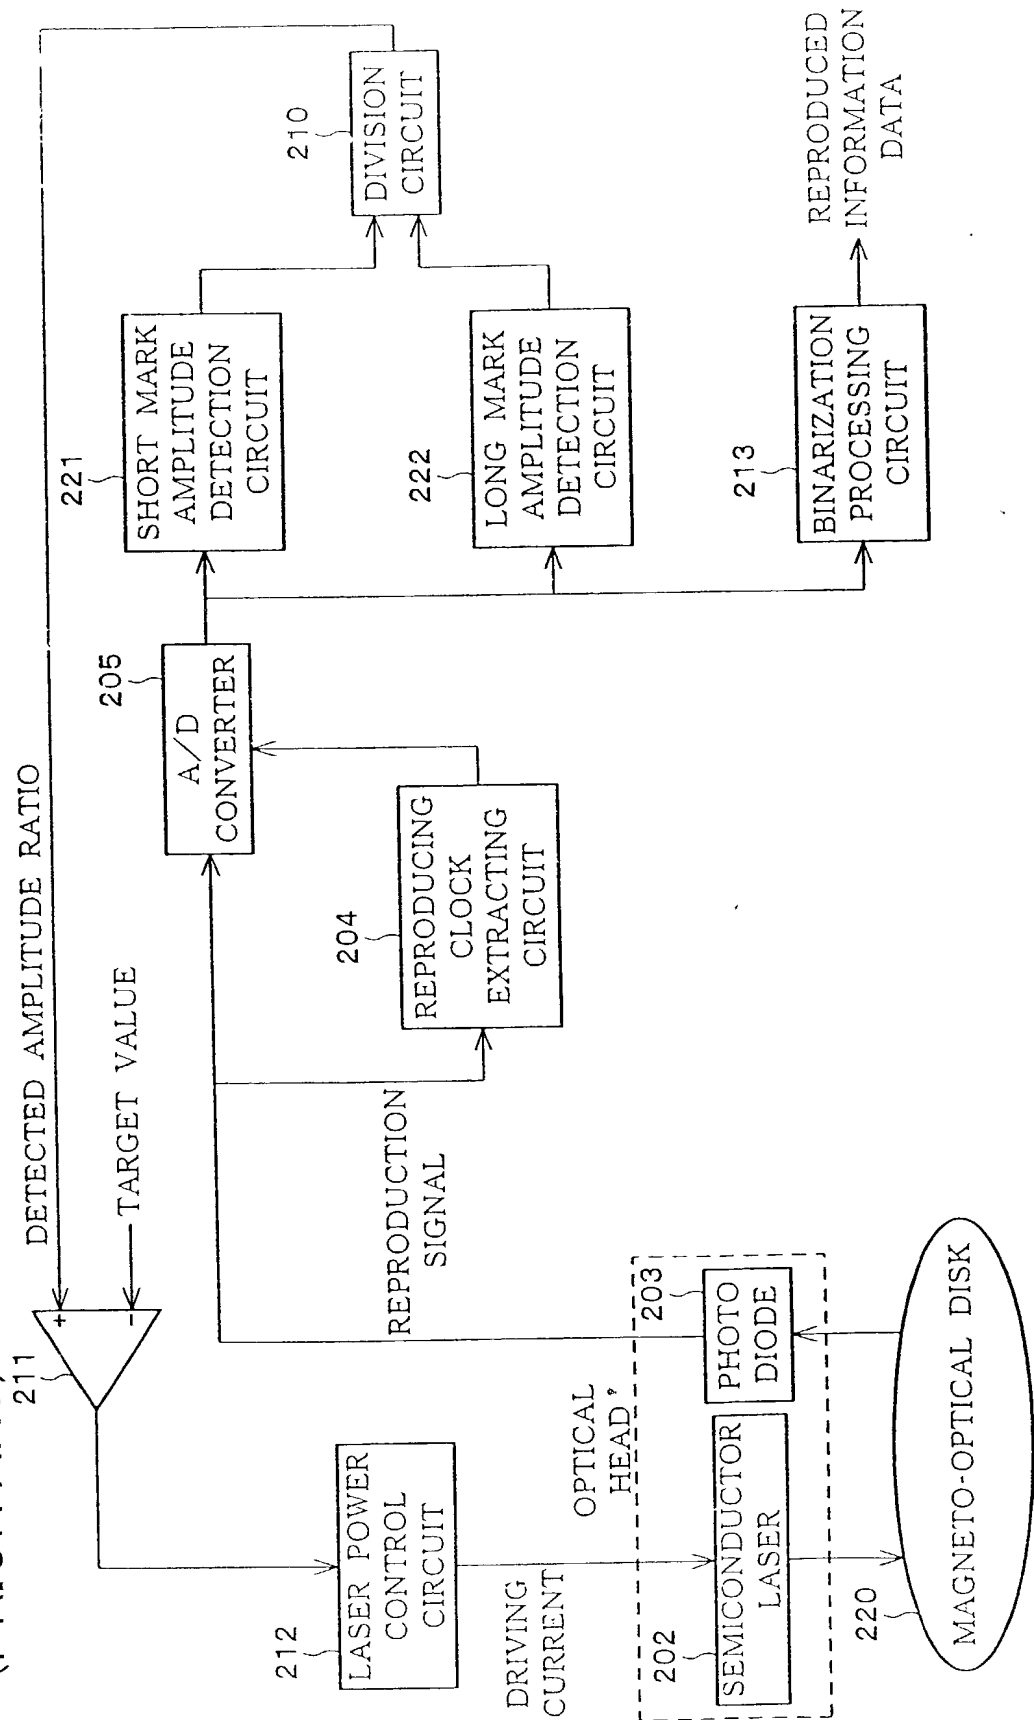 DETECTED AMPLITUDE RATIO
TARGET VALUE
+
-
211
212
LASER POWER
CONTROL
CIRCUIT
DRIVING
CURRENT
OPTICAL
HEAD
202
SEMICONDUCTOR
LASER
203
PHOTO
DIODE
220
MAGNETO-OPTICAL DISK
REPRODUCTION
SIGNAL
204
REPRODUCING
CLOCK
EXTRACTING
CIRCUIT
205
A/D
CONVERTER
221
SHORT MARK
AMPLITUDE
DETECTION
CIRCUIT
222
LONG MARK
AMPLITUDE
DETECTION
CIRCUIT
210
DIVISION
CIRCUIT
213
BINARIZATION
PROCESSING
CIRCUIT
REPRODUCED
INFORMATION
DATA